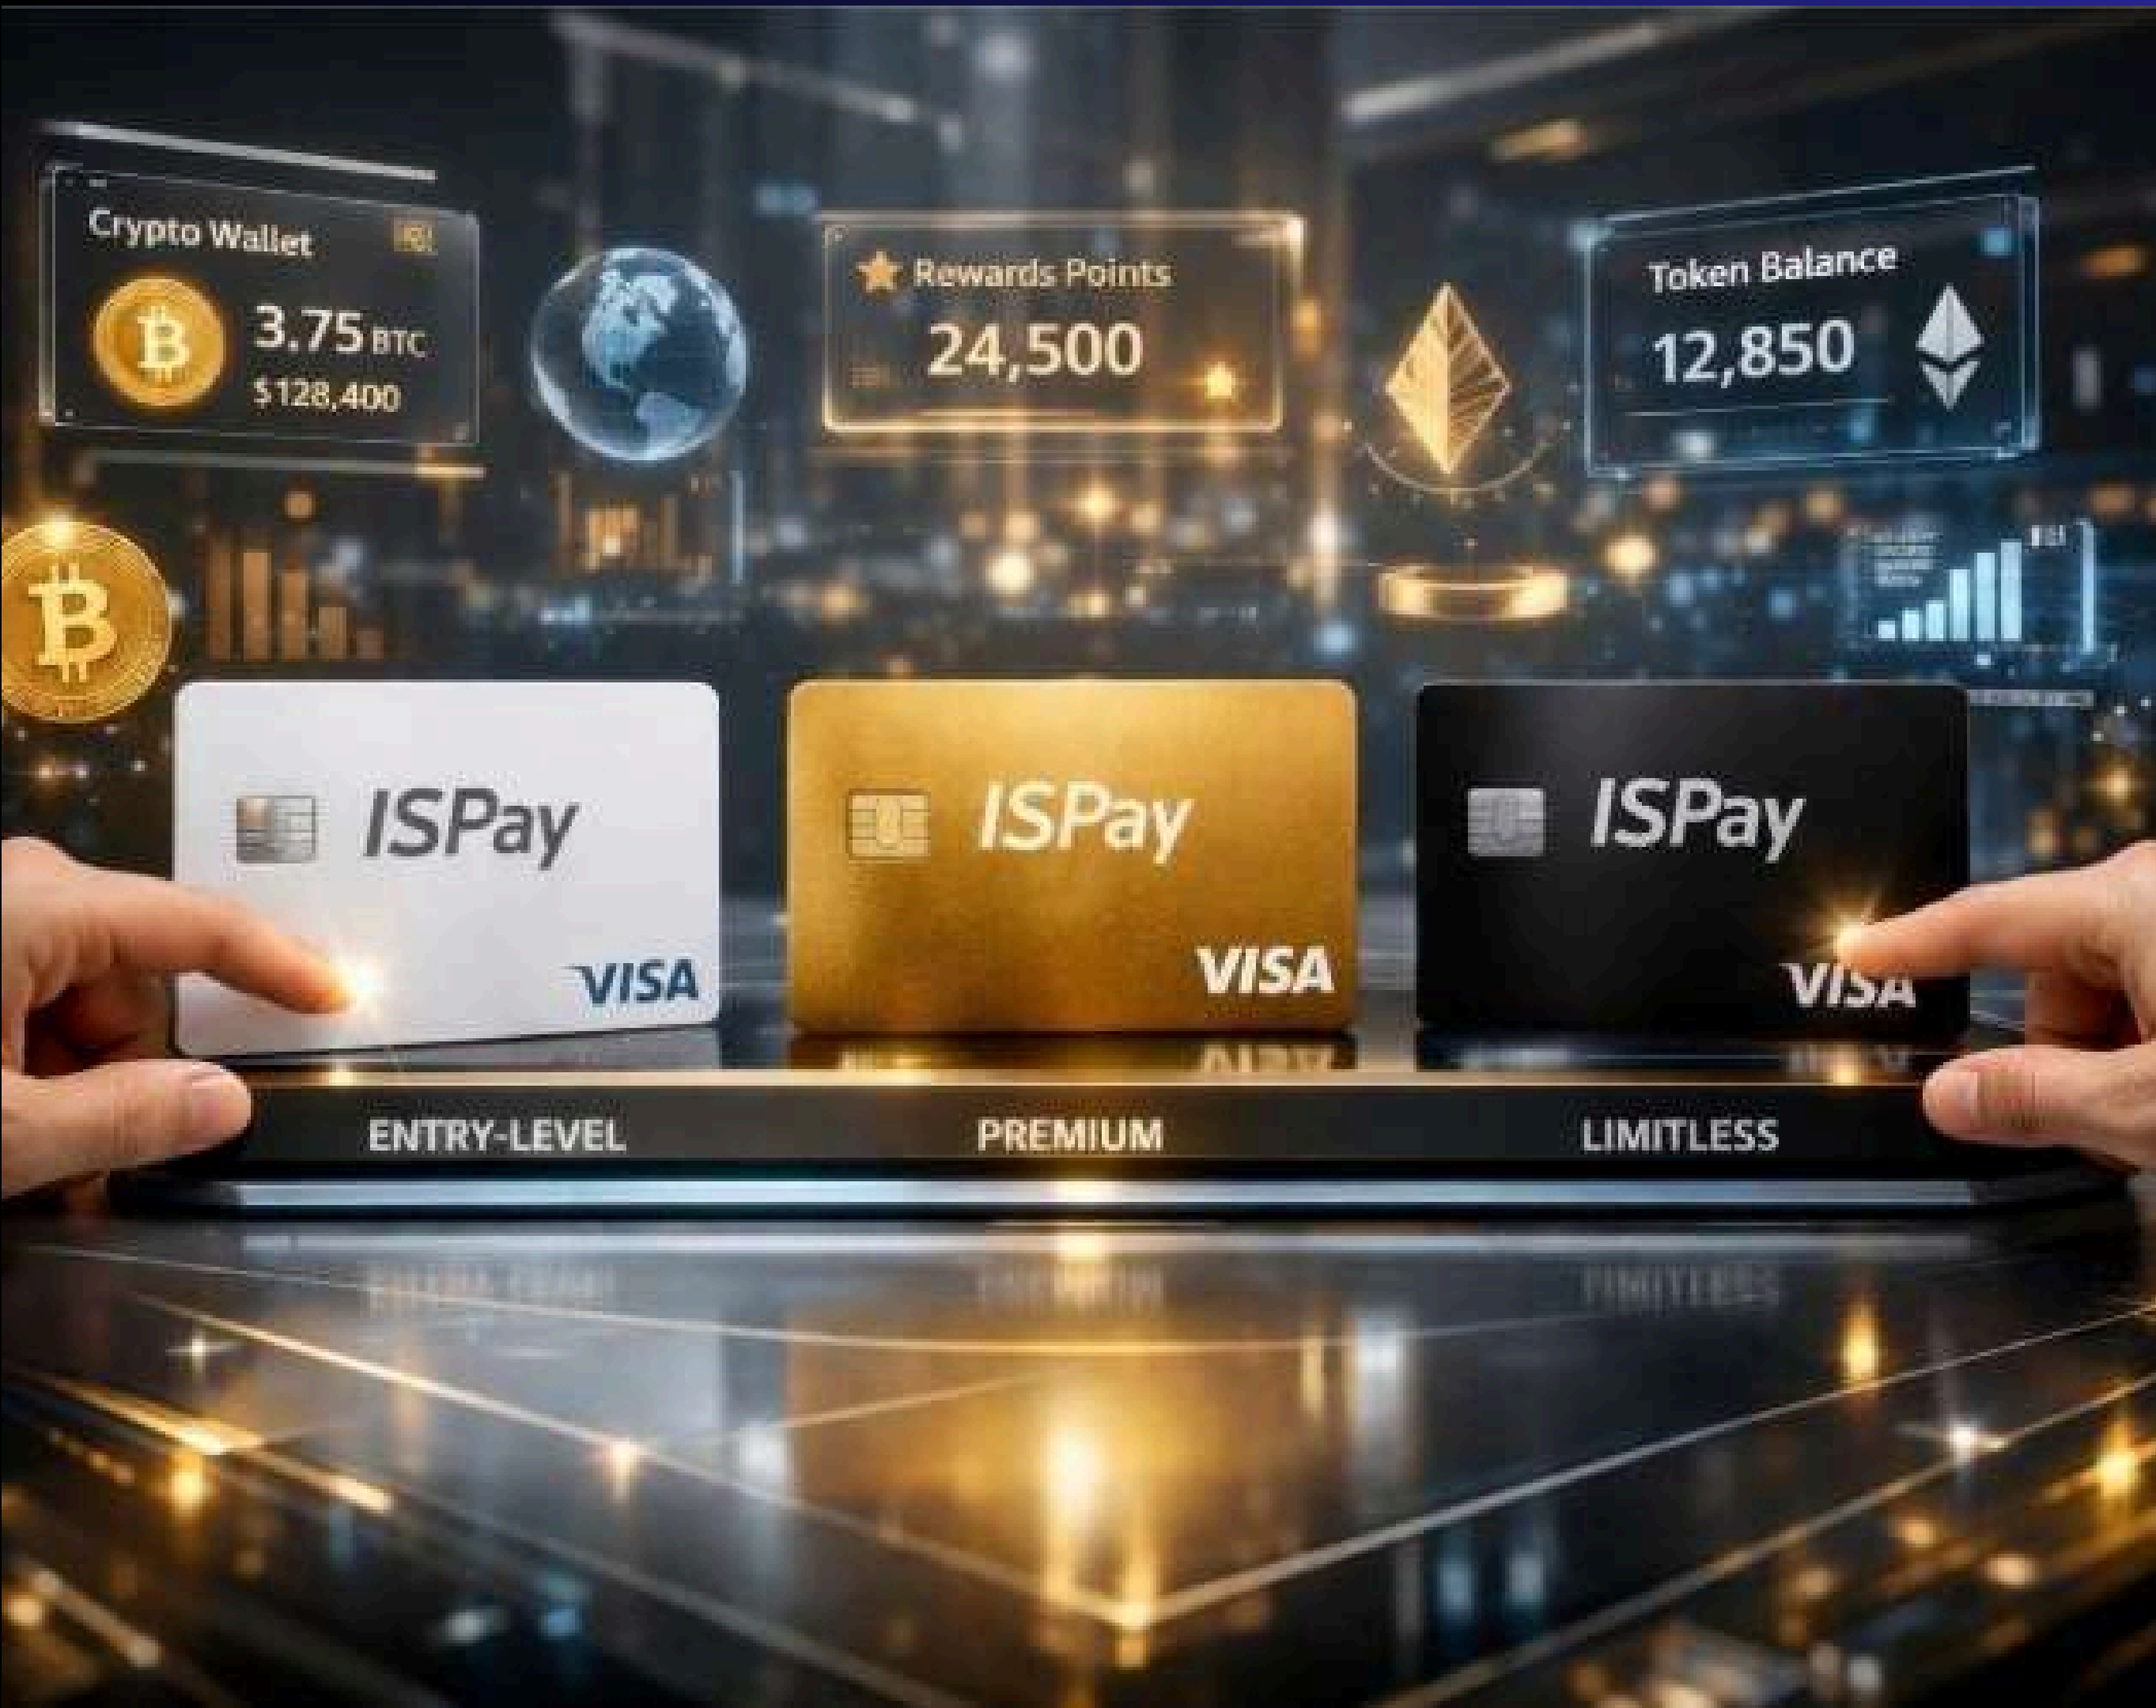 Crypto Wallet
3.75 BTC
$128,400
Rewards Points
24,500
Token Balance
12,850
ISPay
VISA
ISPay
VISA
ISPay
VISA
ENTRY-LEVEL
PREMIUM
LIMITLESS